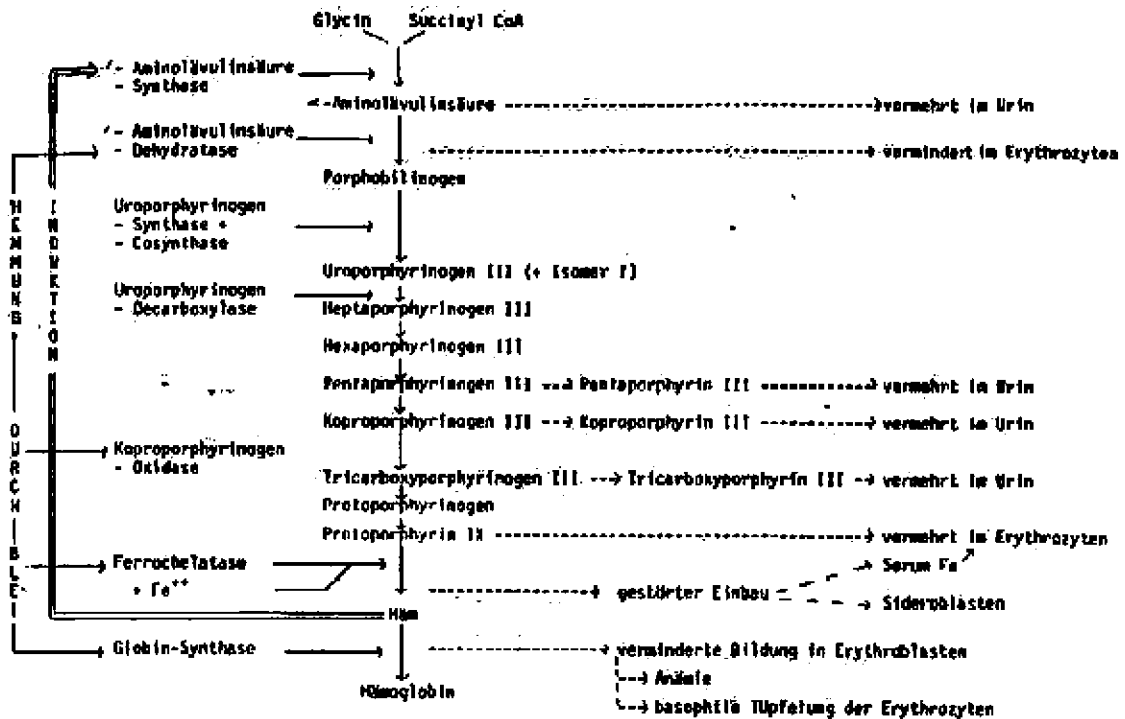 Glycin Succinyl CoA
- Aminolävulinsäure
- Synthase
-Aminolävulinsäure
vermehrt im Urin
- Aminolävulinsäure
- Dehydratase
vermindert im Erythrozyten
Porphobilinogen
Uroporphyrinogen
- Synthase +
- Cosynthase
Uroporphyrinogen III (+ Isomer I)
Uroporphyrinogen
- Decarboxylase
Heptaporphyrinogen III
Hexaporphyrinogen III
Pentaporphyrinogen III Pentaporphyrin III vermehrt im Urin
Koproporphyrinogen III Koproporphyrin III vermehrt im Urin
Koproporphyrinogen
- Oxidase
Tricarboxyporphyrinogen III Tricarboxyporphyrin III vermehrt im Urin
Protoporphyrinogen
Protoporphyrin IX vermehrt im Erythrozyten
Ferrochelatase
+ Fe++
Serum Fe
gestörter Einbau
Sideroblasten
Häm
Globin-Synthase
verminderte Bildung in Erythroblasten
Anämie
Hämoglobin
basophile Tüpfelung der Erythrozyten
HEMMUNG DURCH BLEI
INDUKTION